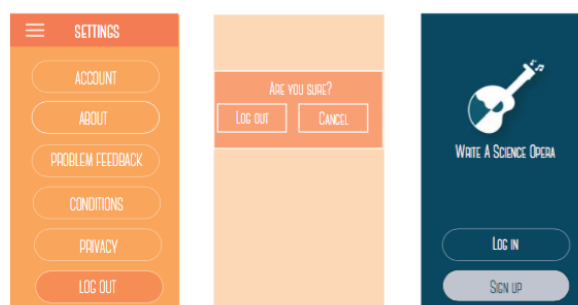 SETTINGS
ACCOUNT
ABOUT
PROBLEM FEEDBACK
CONDITIONS
PRIVACY
LOG OUT
ARE YOU SURE?
LOG OUT
CANCEL
WRITE A SCIENCE OPERA
LOG IN
SIGN UP